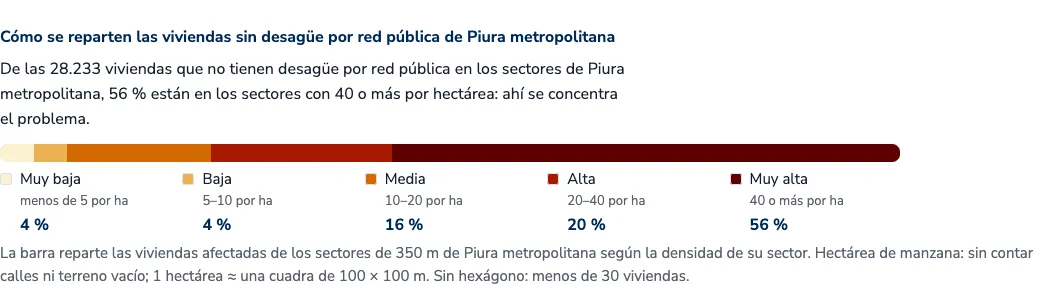 Cómo se reparten las viviendas sin desagüe por red pública de Piura metropolitana
De las 28.233 viviendas que no tienen desagüe por red pública en los sectores de Piura
metropolitana, 56 % están en los sectores con 40 o más por hectárea: ahí se concentra
el problema.
Muy baja
menos de 5 por ha
4 %
Baja
5–10 por ha
4 %
Media
10–20 por ha
16 %
Alta
20–40 por ha
20 %
Muy alta
40 o más por ha
56 %
La barra reparte las viviendas afectadas de los sectores de 350 m de Piura metropolitana según la densidad de su sector. Hectárea de manzana: sin contar
calles ni terreno vacío; 1 hectárea ≈ una cuadra de 100 × 100 m. Sin hexágono: menos de 30 viviendas.